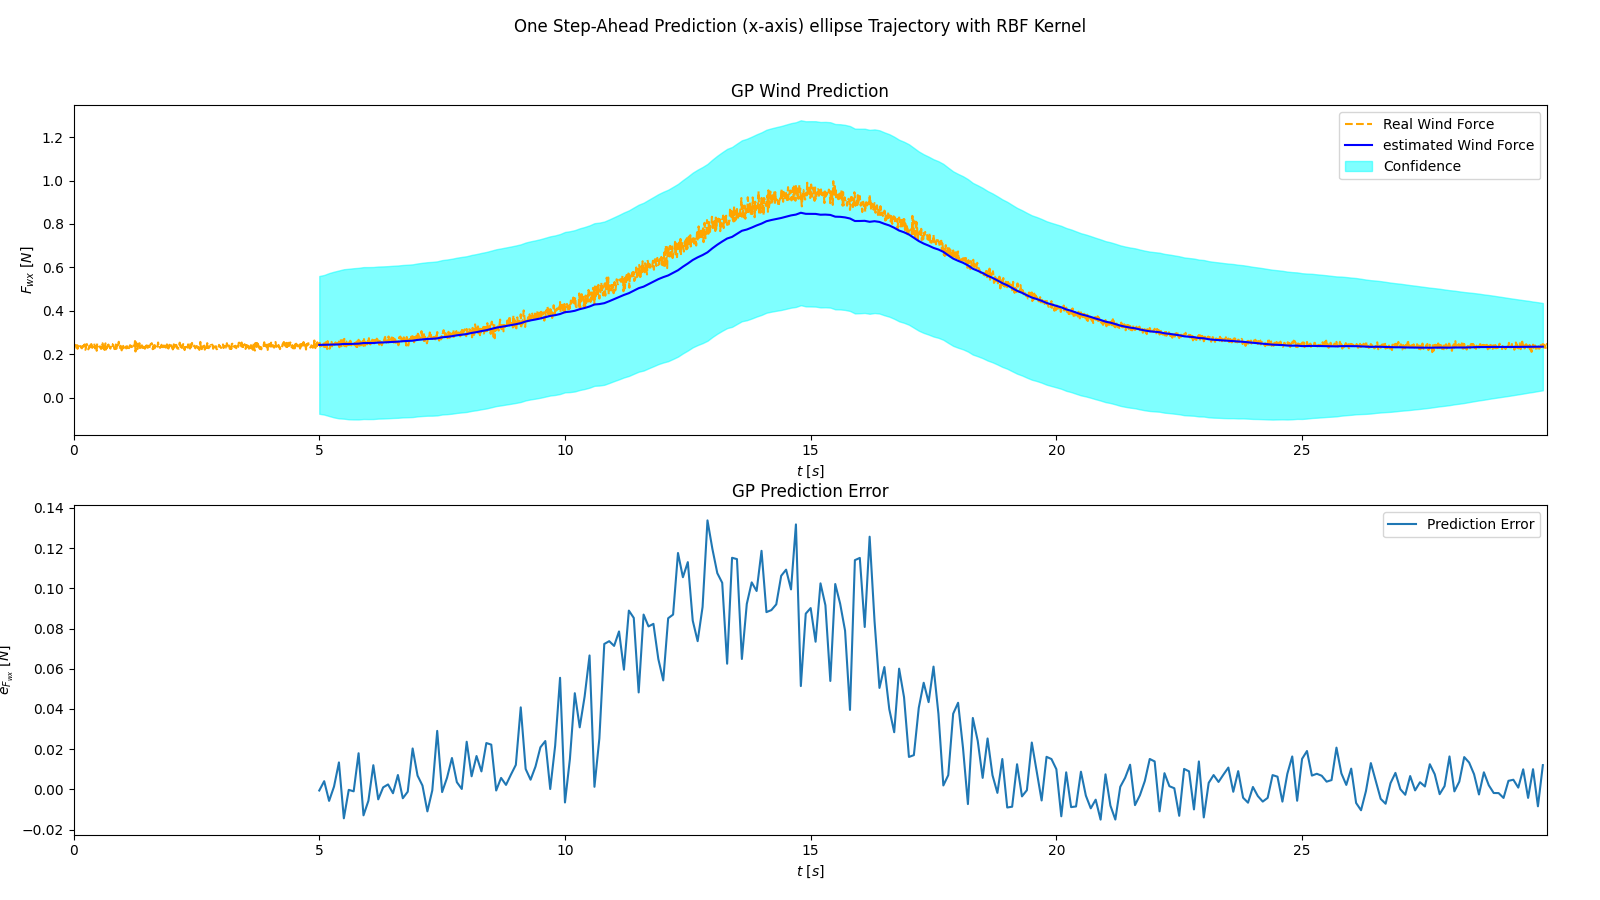 One Step-Ahead Prediction (x-axis) ellipse Trajectory with RBF Kernel
GP Wind Prediction
Real Wind Force
estimated Wind Force
Confidence
1.2
1.0
0.8
0.6
0.4
0.2
0.0
F_wx [N]
0 5 10 15 20 25
t [s]
GP Prediction Error
Prediction Error
0.14
0.12
0.10
0.08
0.06
0.04
0.02
0.00
−0.02
e_F_wx [N]
0 5 10 15 20 25
t [s]